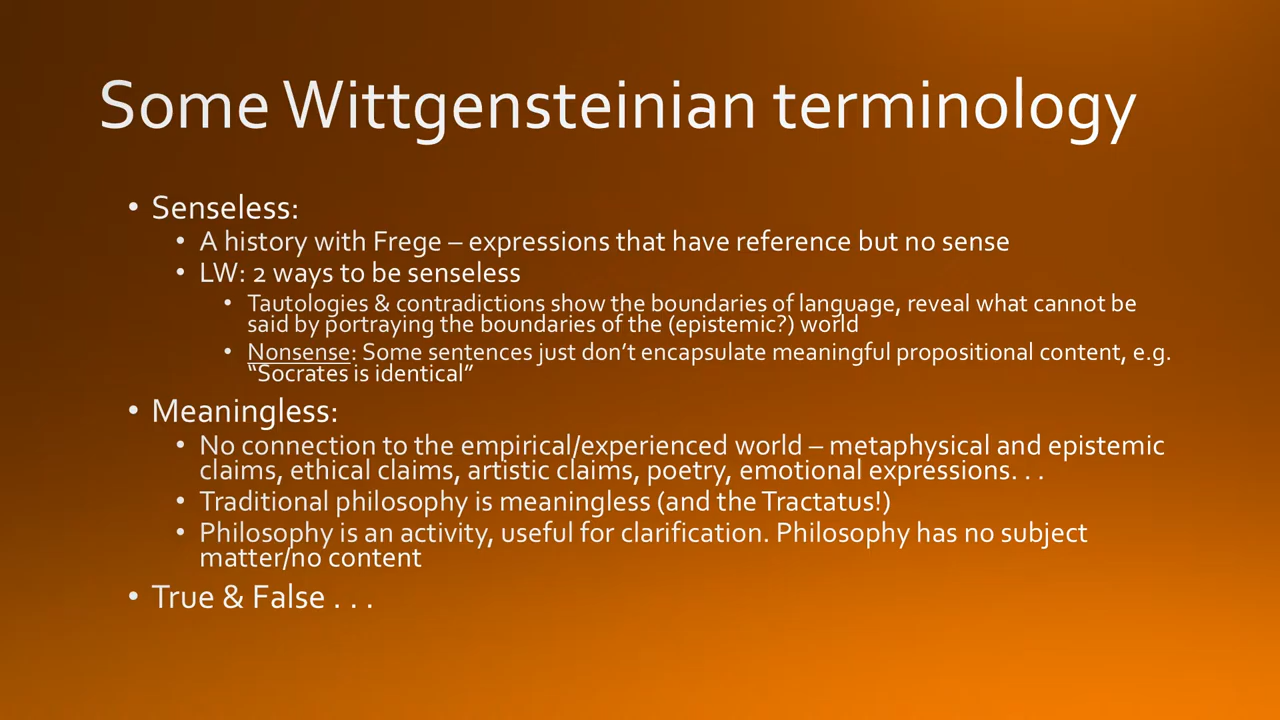 Some Wittgensteinian terminology
• Senseless:
• A history with Frege – expressions that have reference but no sense
• LW: 2 ways to be senseless
• Tautologies & contradictions show the boundaries of language, reveal what cannot be
said by portraying the boundaries of the (epistemic?) world
• Nonsense: Some sentences just don’t encapsulate meaningful propositional content, e.g.
“Socrates is identical”
• Meaningless:
• No connection to the empirical/experienced world – metaphysical and epistemic
claims, ethical claims, artistic claims, poetry, emotional expressions. . .
• Traditional philosophy is meaningless (and the Tractatus!)
• Philosophy is an activity, useful for clarification. Philosophy has no subject
matter/no content
• True & False . . .